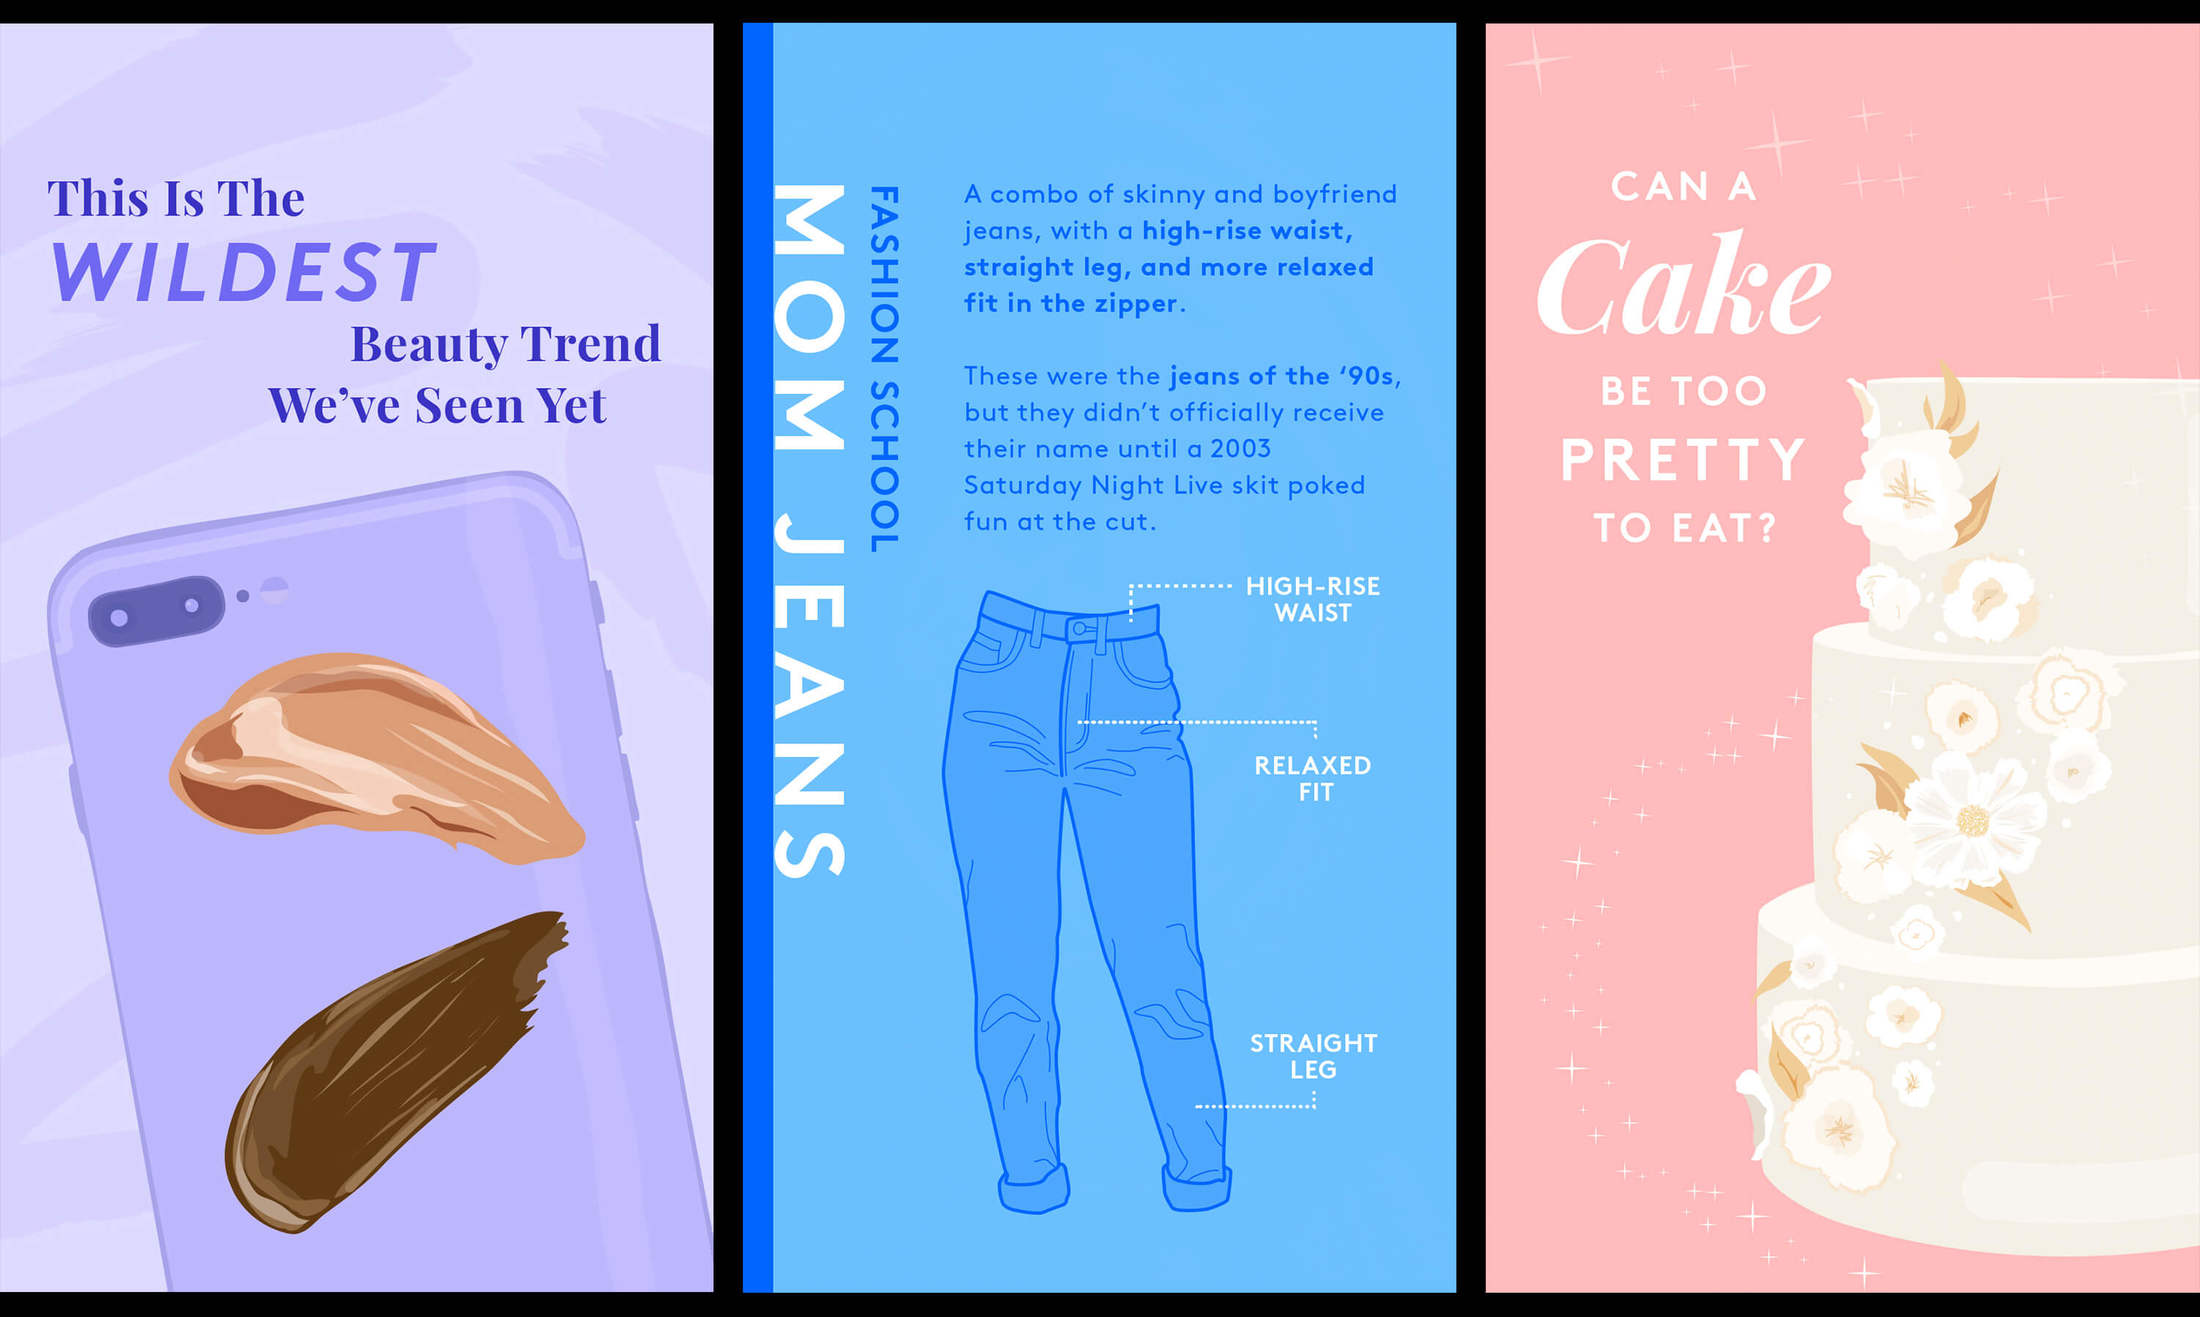 This Is The
WILDEST
Beauty Trend
We’ve Seen Yet
MOM JEANS
FASHION SCHOOL
A combo of skinny and boyfriend
jeans, with a high-rise waist,
straight leg, and more relaxed
fit in the zipper.
These were the jeans of the ‘90s,
but they didn’t officially receive
their name until a 2003
Saturday Night Live skit poked
fun at the cut.
HIGH-RISE
WAIST
RELAXED
FIT
STRAIGHT
LEG
CAN A
Cake
BE TOO
PRETTY
TO EAT?